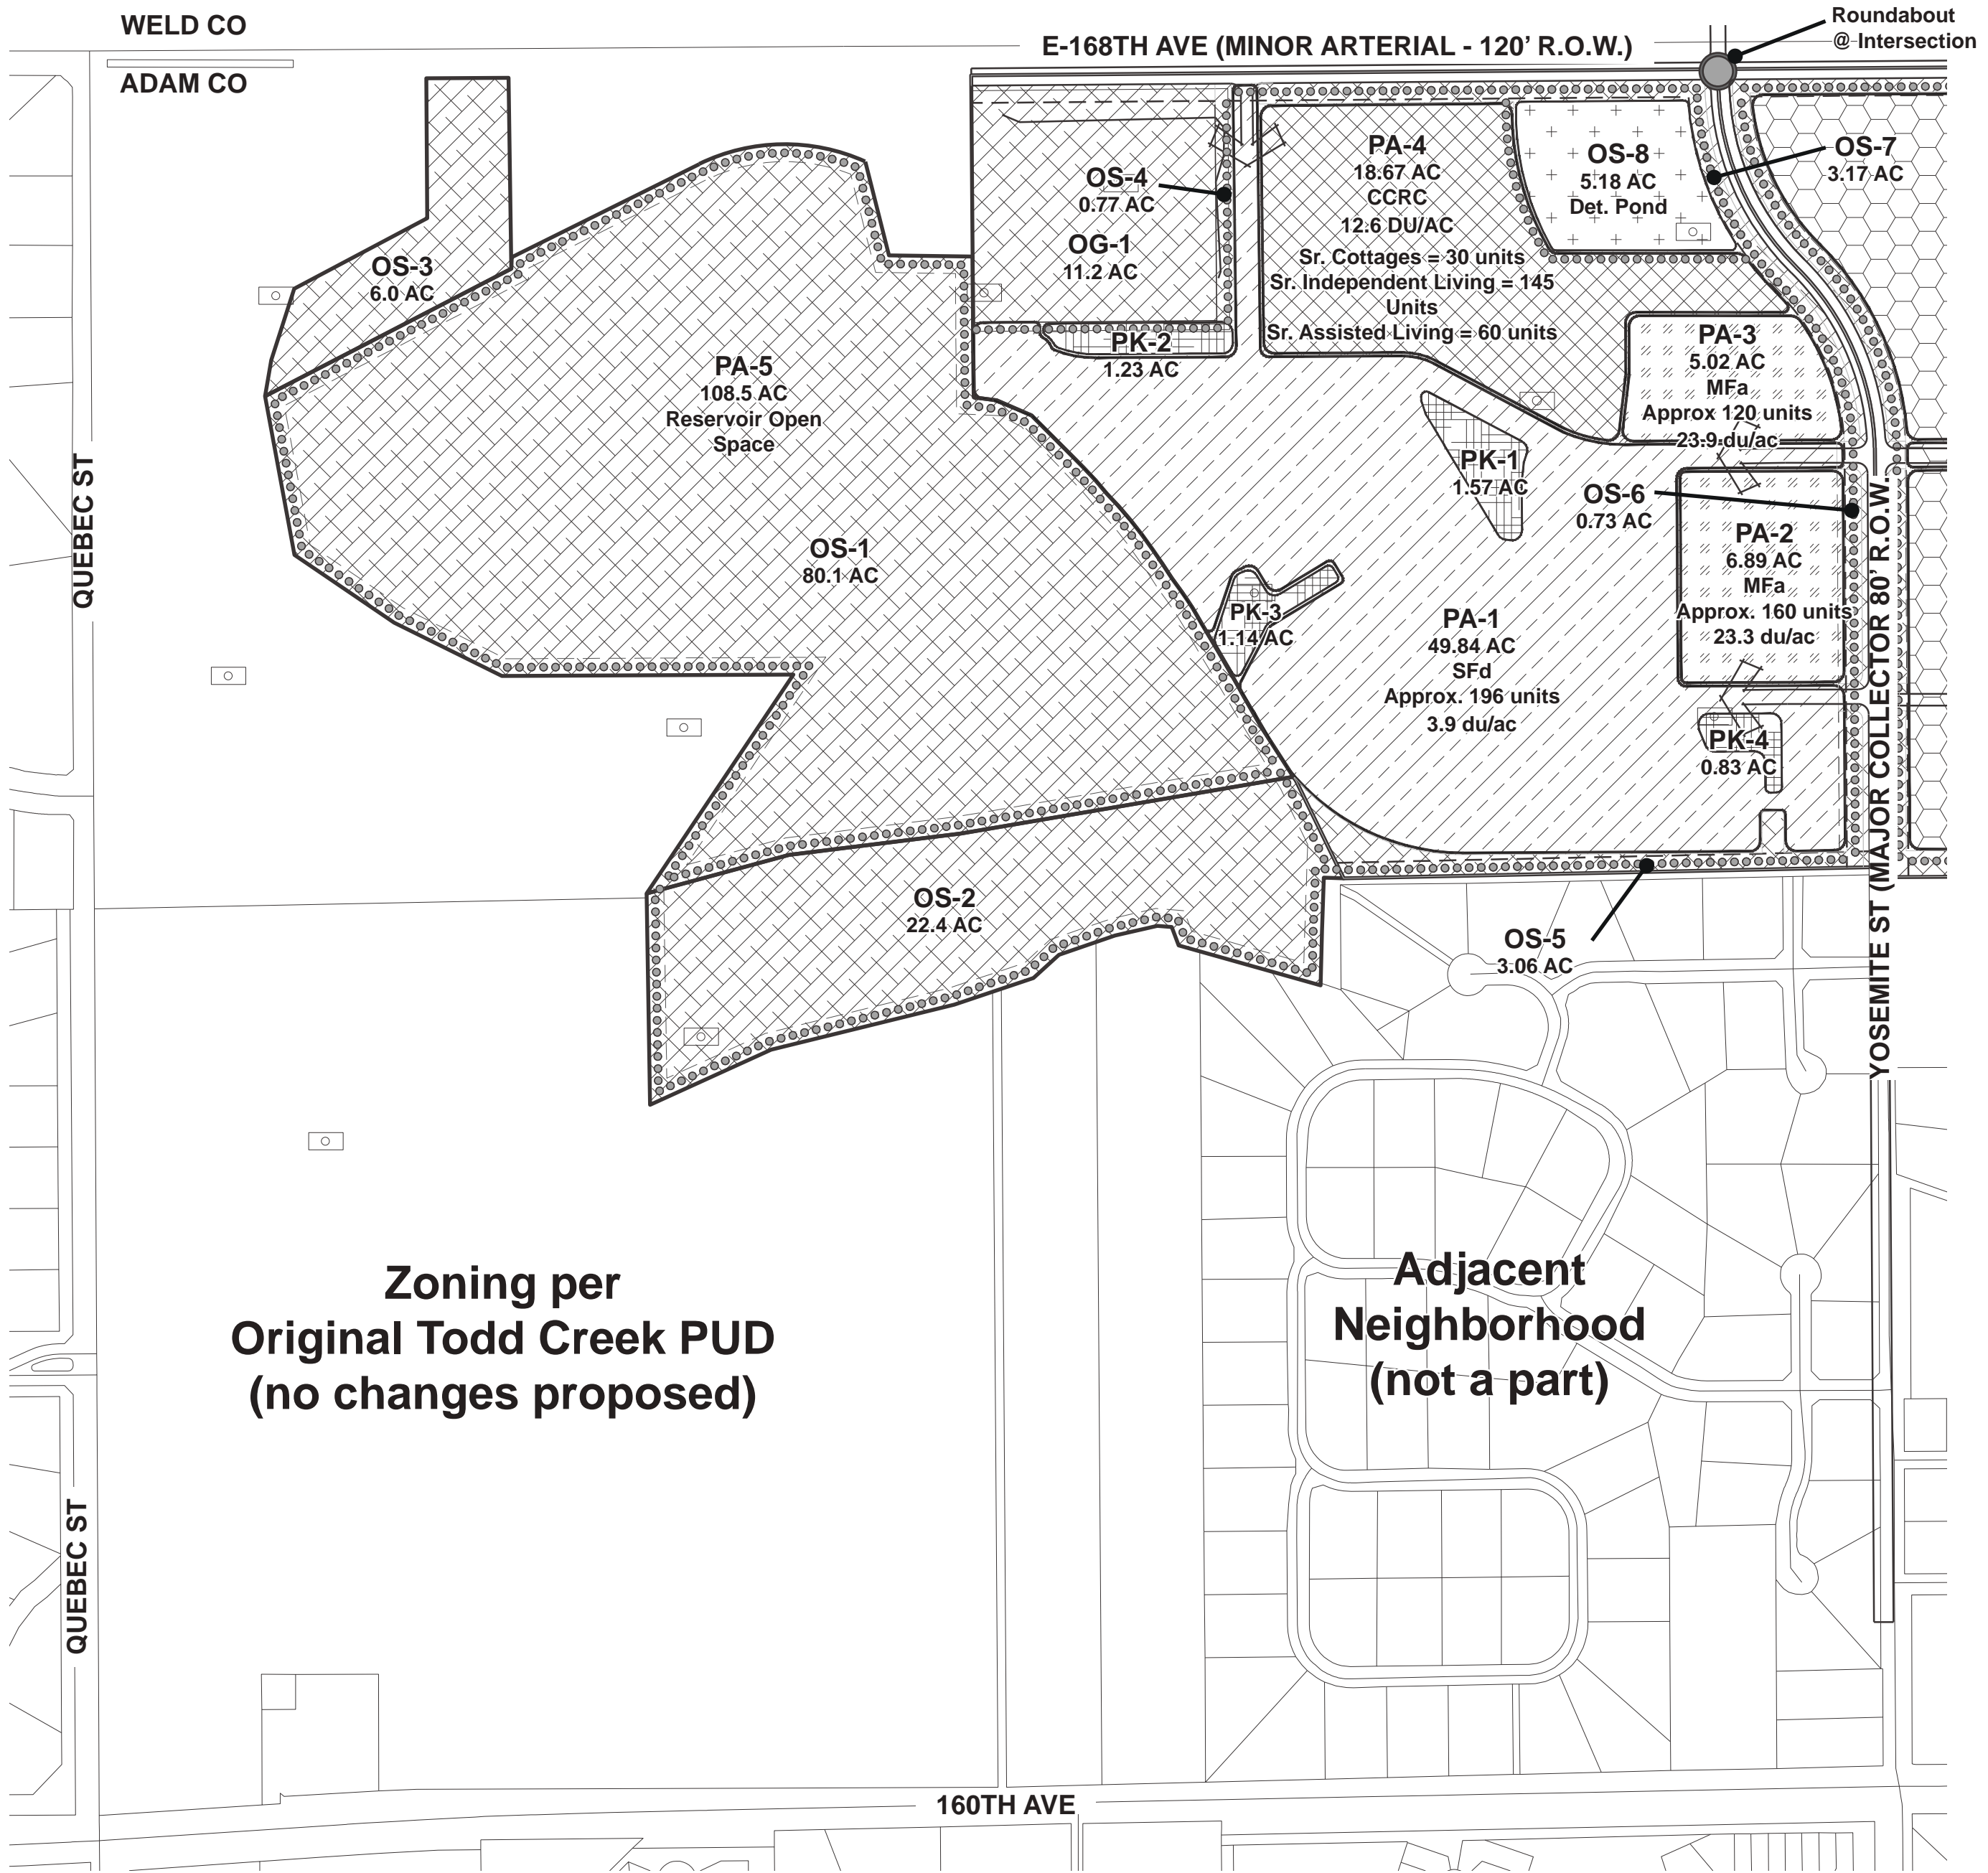 WELD CO
ADAM CO
E-168TH AVE (MINOR ARTERIAL - 120' R.O.W.)
Roundabout
@ Intersection
OS-3
6.0 AC
PA-5
108.5 AC
Reservoir Open
Space
OS-1
80.1 AC
OS-2
22.4 AC
OS-4
0.77 AC
OG-1
11.2 AC
PK-2
1.23 AC
PA-4
18.67 AC
CCRC
12.6 DU/AC
Sr. Cottages = 30 units
Sr. Independent Living = 145
Units
Sr. Assisted Living = 60 units
OS-8
5.18 AC
Det. Pond
OS-7
3.17 AC
PA-3
5.02 AC
MFa
Approx 120 units
23.9 du/ac
PK-1
1.57 AC
OS-6
0.73 AC
PA-2
6.89 AC
MFa
Approx. 160 units
23.3 du/ac
PK-3
1.14 AC
PA-1
49.84 AC
SFd
Approx. 196 units
3.9 du/ac
PK-4
0.83 AC
OS-5
3.06 AC
QUEBEC ST
YOSEMITE ST (MAJOR COLLECTOR 80' R.O.W.
Zoning per
Original Todd Creek PUD
(no changes proposed)
Adjacent
Neighborhood
(not a part)
QUEBEC ST
160TH AVE